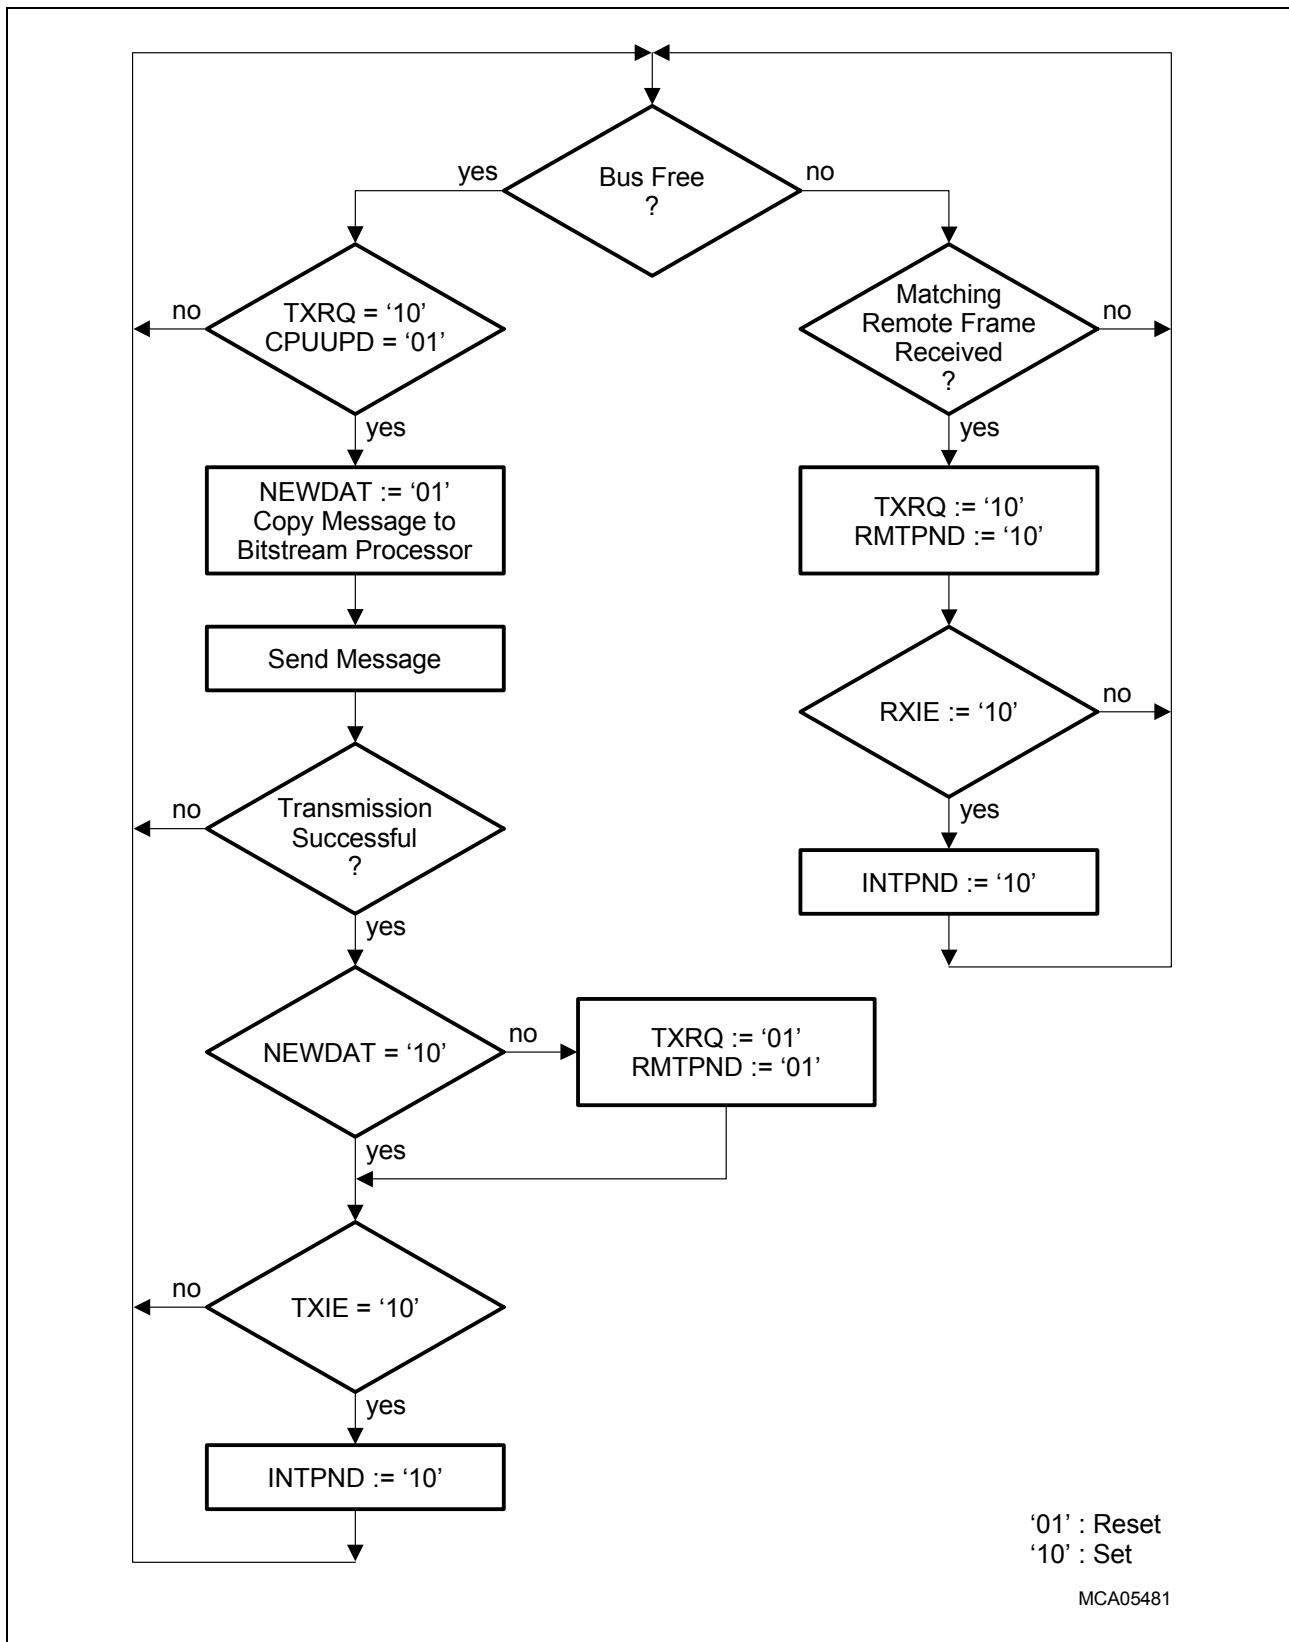 Bus Free
?
yes
no
TXRQ = ‘10’
CPUUPD = ‘01’
no
yes
NEWDAT := ‘01’
Copy Message to
Bitstream Processor
Send Message
Transmission
Successful
?
no
yes
NEWDAT = ‘10’
no
TXRQ := ‘01’
RMTPND := ‘01’
yes
TXIE = ‘10’
no
yes
INTPND := ‘10’
Matching
Remote Frame
Received
?
no
yes
TXRQ := ‘10’
RMTPND := ‘10’
RXIE := ‘10’
no
yes
INTPND := ‘10’
‘01’ : Reset
‘10’ : Set
MCA05481